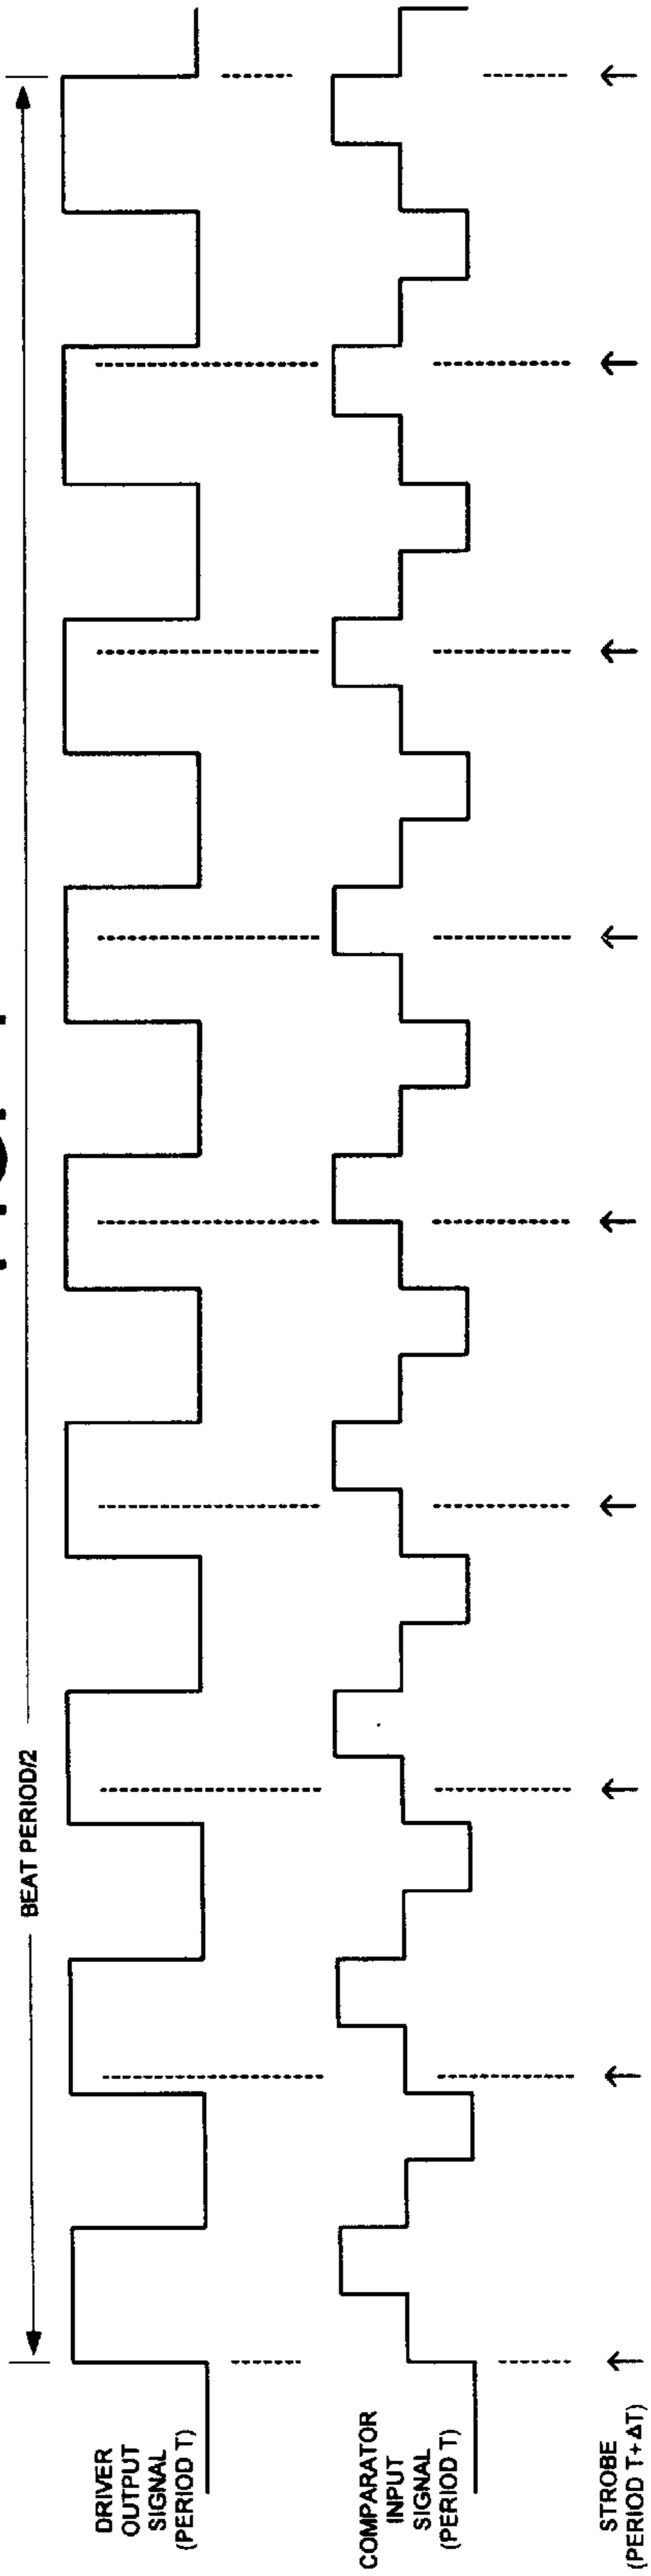 BEAT PERIOD/2
DRIVER
OUTPUT
SIGNAL
(PERIOD T)
COMPARATOR
INPUT
SIGNAL
(PERIOD T)
STROBE
(PERIOD T+ΔT)